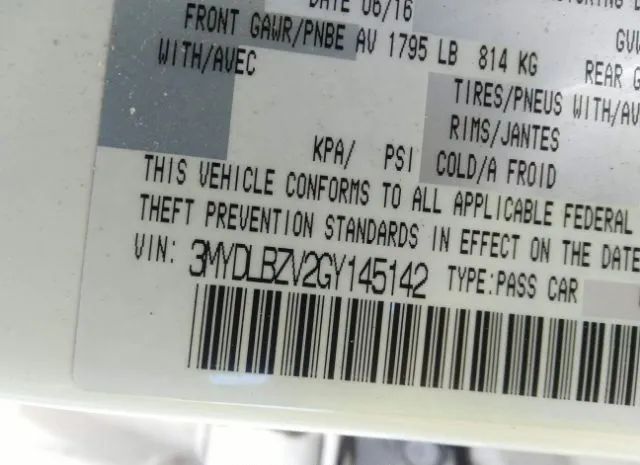 DATE 06/16
FRONT GAWR/PNBE AV 1795 LB 814 KG
GVW
WITH/AVEC
REAR G
TIRES/PNEUS WITH/AV
RIMS/JANTES
KPA/ PSI COLD/A FROID
THIS VEHICLE CONFORMS TO ALL APPLICABLE FEDERAL
THEFT PREVENTION STANDARDS IN EFFECT ON THE DATE
VIN: 3MYDLBZV2GY145142 TYPE:PASS CAR